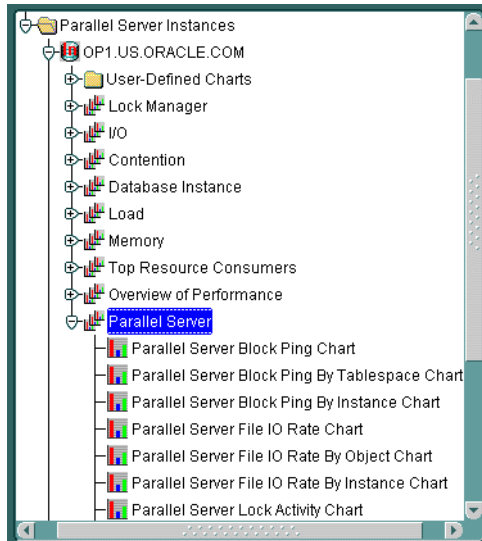 Parallel Server Instances
OP1.US.ORACLE.COM
User-Defined Charts
Lock Manager
I/O
Contention
Database Instance
Load
Memory
Top Resource Consumers
Overview of Performance
Parallel Server
Parallel Server Block Ping Chart
Parallel Server Block Ping By Tablespace Chart
Parallel Server Block Ping By Instance Chart
Parallel Server File IO Rate Chart
Parallel Server File IO Rate By Object Chart
Parallel Server File IO Rate By Instance Chart
Parallel Server Lock Activity Chart